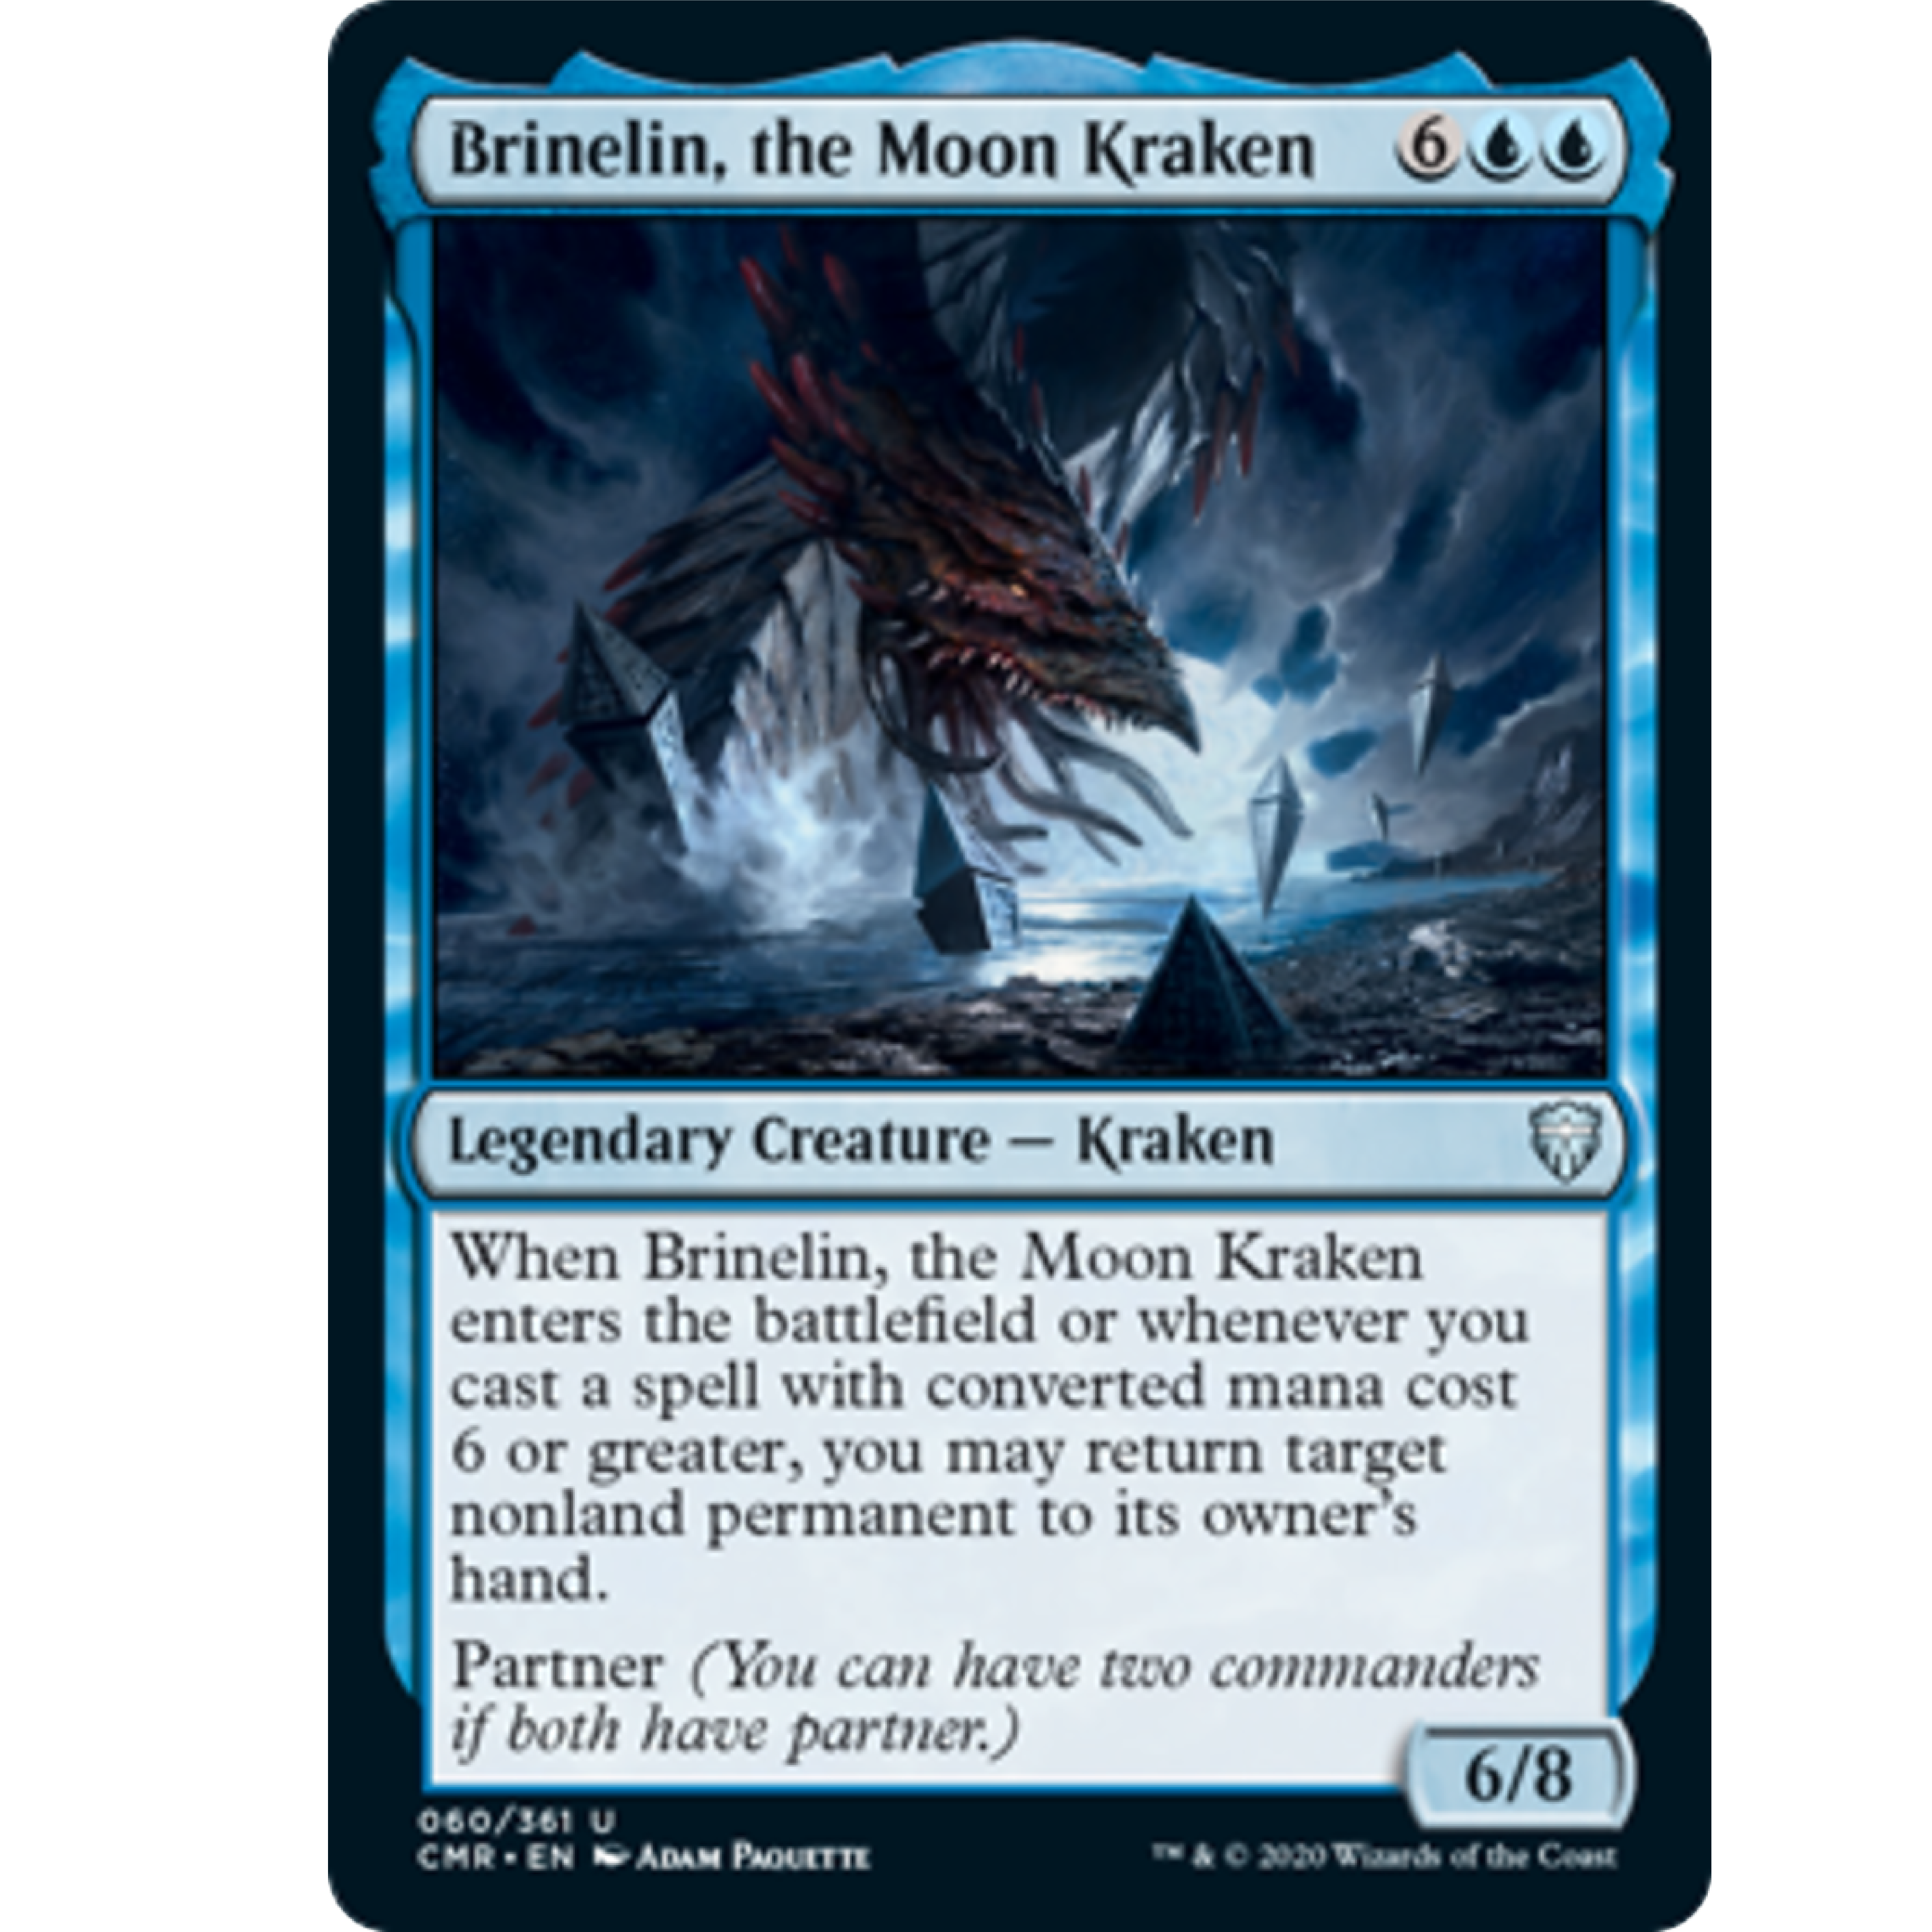 Brinelin, the Moon Kraken 6
Legendary Creature — Kraken
When Brinelin, the Moon Kraken
enters the battlefield or whenever you
cast a spell with converted mana cost
6 or greater, you may return target
nonland permanent to its owner's
hand.
Partner (You can have two commanders
if both have partner.)
6/8
060/361 U
CMR • EN ADAM PAQUETTE
™ & © 2020 Wizards of the Coast